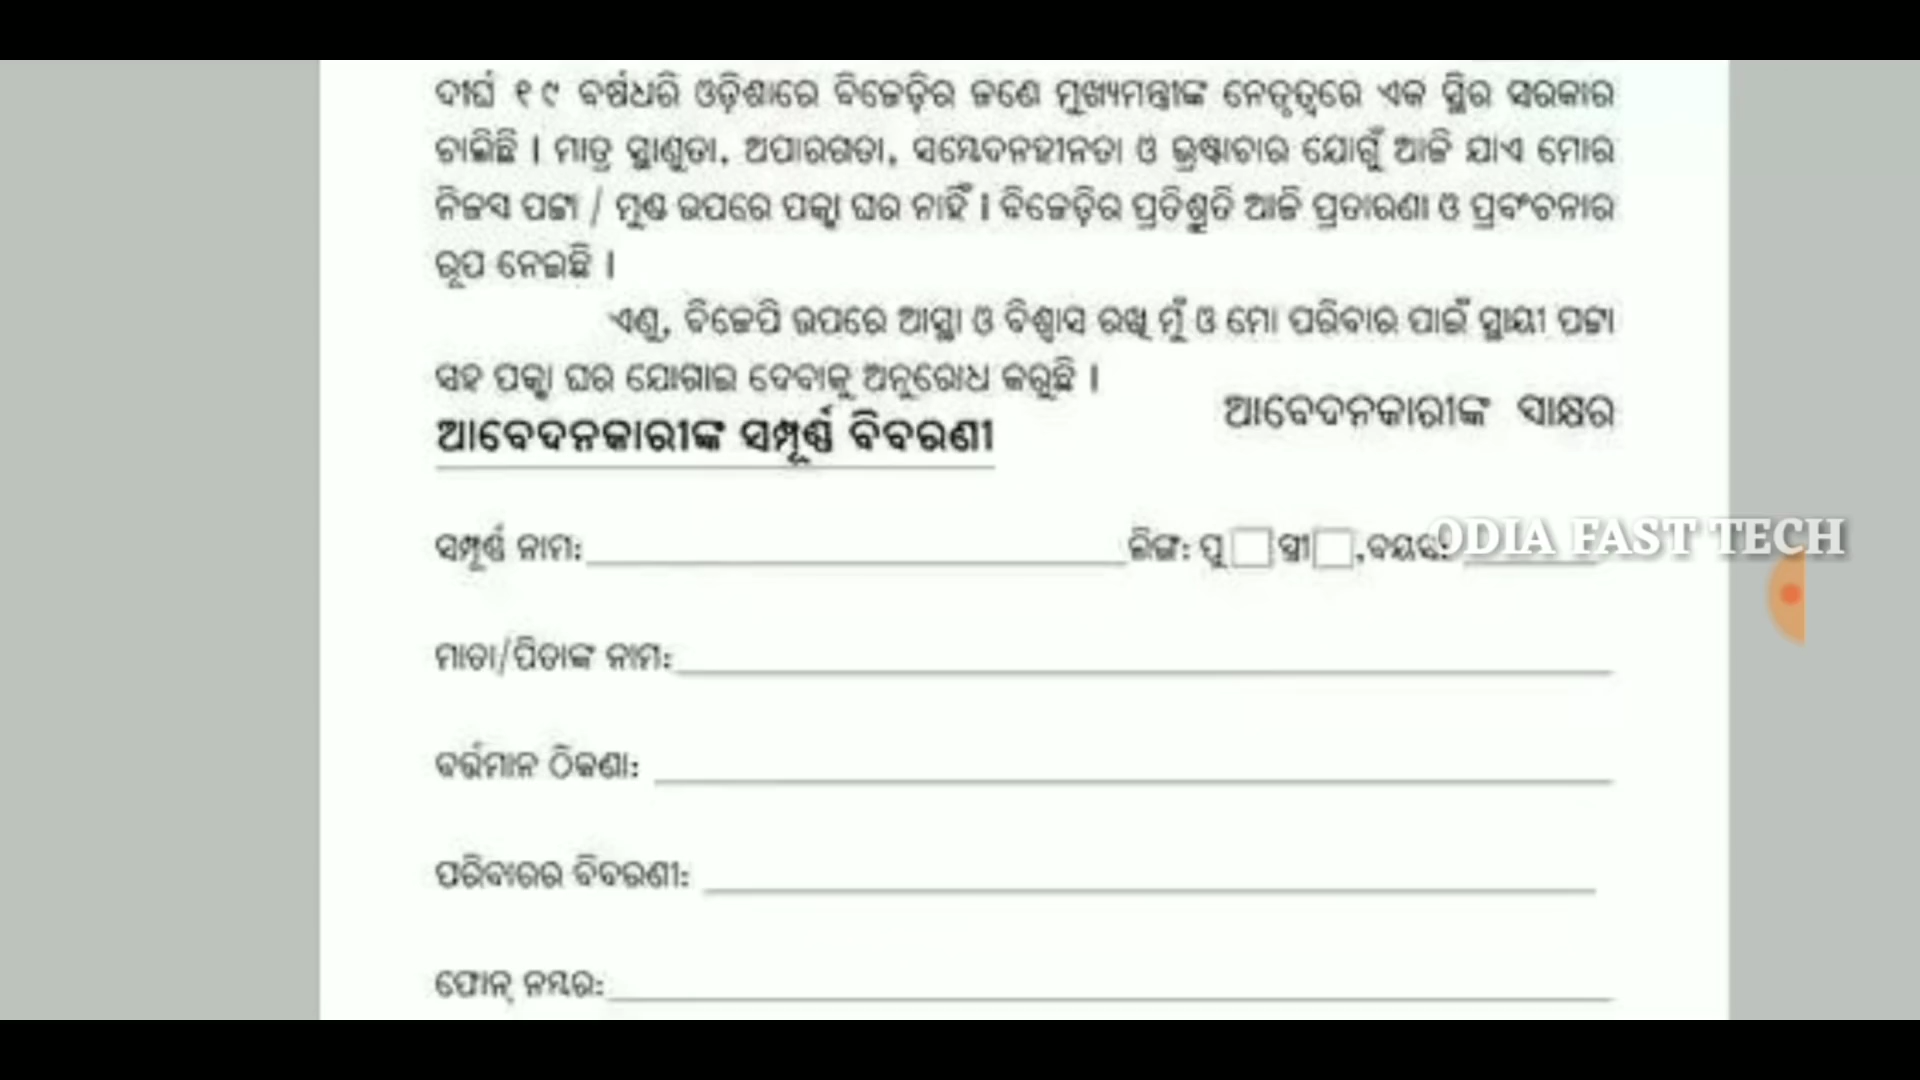 ଦୀର୍ଘ ୧୯ ବର୍ଷଧରି ଓଡ଼ିଶାରେ ବିଜେଡ଼ିର ଜଣେ ମୁଖ୍ୟମନ୍ତ୍ରୀଙ୍କ ନେତୃତ୍ୱରେ ଏକ ସ୍ଥିର ସରକାର
ଚାଲିଛି । ମାତ୍ର ସ୍ଥାଣୁତା, ଅପାରଗତା, ସମ୍ବେଦନହୀନତା ଓ ଭ୍ରଷ୍ଟାଚାର ଯୋଗୁଁ ଆଜି ଯାଏ ମୋର
ନିଜସ୍ୱ ପଟ୍ଟା / ମୁଣ୍ଡ ଉପରେ ପକ୍କା ଘର ନାହିଁ । ବିଜେଡ଼ିର ପ୍ରତିଶ୍ରୁତି ଆଜି ପ୍ରତାରଣା ଓ ପ୍ରବଂଚନାର
ରୂପ ନେଇଛି ।
ଏଣୁ, ବିଜେପି ଉପରେ ଆସ୍ଥା ଓ ବିଶ୍ୱାସ ରଖି ମୁଁ ଓ ମୋ ପରିବାର ପାଇଁ ସ୍ଥାୟୀ ପଟ୍ଟା
ସହ ପକ୍କା ଘର ଯୋଗାଇ ଦେବାକୁ ଅନୁରୋଧ କରୁଛି ।
ଆବେଦନକାରୀଙ୍କ ସାକ୍ଷର
ଆବେଦନକାରୀଙ୍କ ସମ୍ପୂର୍ଣ୍ଣ ବିବରଣୀ
ସମ୍ପୂର୍ଣ୍ଣ ନାମ: ଲିଙ୍ଗ: ପୁ ସ୍ତ୍ରୀ ,ବୟସ:
ODIA FAST TECH
ମାତା/ପିତାଙ୍କ ନାମ:
ବର୍ତ୍ତମାନ ଠିକଣା:
ପରିବାରର ବିବରଣୀ:
ଫୋନ୍ ନମ୍ବର: